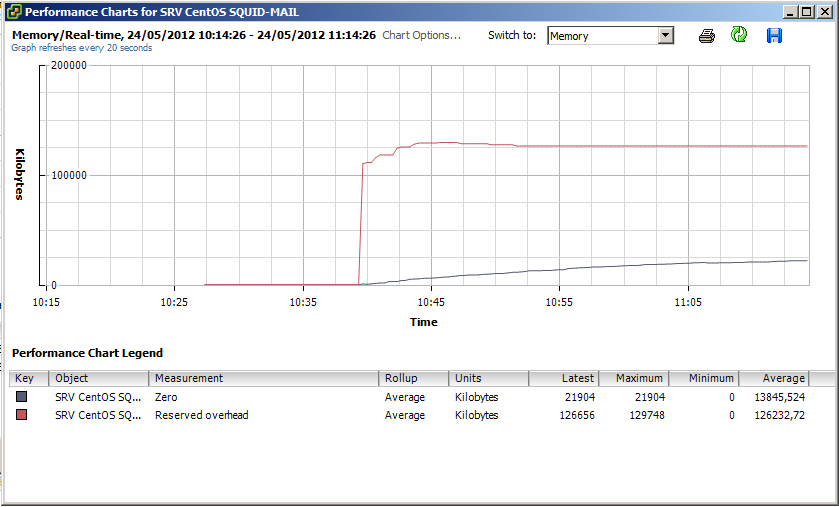 Performance Charts for SRV CentOS SQUID-MAIL
Memory/Real-time, 24/05/2012 10:14:26 - 24/05/2012 11:14:26 Chart Options... Switch to: Memory
Graph refreshes every 20 seconds
200000
100000
0
Kilobytes
10:15 10:25 10:35 10:45 10:55 11:05
Time
Performance Chart Legend
Key Object Measurement Rollup Units Latest Maximum Minimum Average
SRV CentOS SQ... Zero Average Kilobytes 21904 21904 0 13845,524
SRV CentOS SQ... Reserved overhead Average Kilobytes 126656 129748 0 126232,72